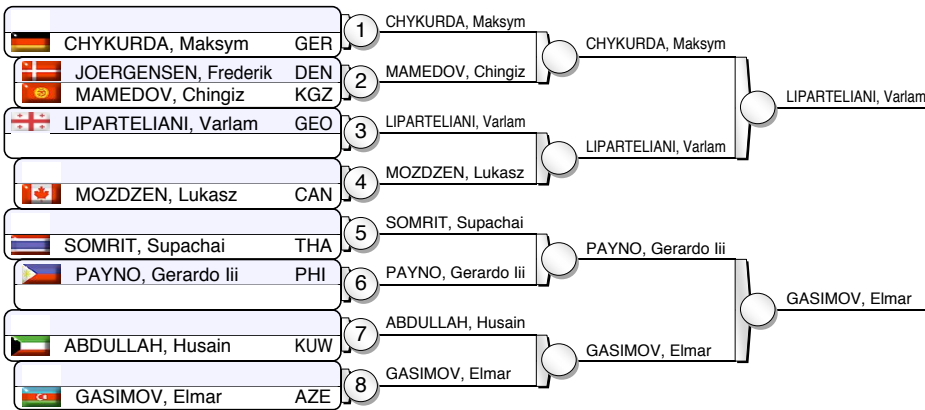 CHYKURDA, Maksym GER
JOERGENSEN, Frederik DEN
MAMEDOV, Chingiz KGZ
LIPARTELIANI, Varlam GEO
MOZDZEN, Lukasz CAN
SOMRIT, Supachai THA
PAYNO, Gerardo Iii PHI
ABDULLAH, Husain KUW
GASIMOV, Elmar AZE
1
2
3
4
5
6
7
8
CHYKURDA, Maksym
MAMEDOV, Chingiz
LIPARTELIANI, Varlam
MOZDZEN, Lukasz
SOMRIT, Supachai
PAYNO, Gerardo Iii
ABDULLAH, Husain
GASIMOV, Elmar
CHYKURDA, Maksym
LIPARTELIANI, Varlam
PAYNO, Gerardo Iii
GASIMOV, Elmar
LIPARTELIANI, Varlam
GASIMOV, Elmar